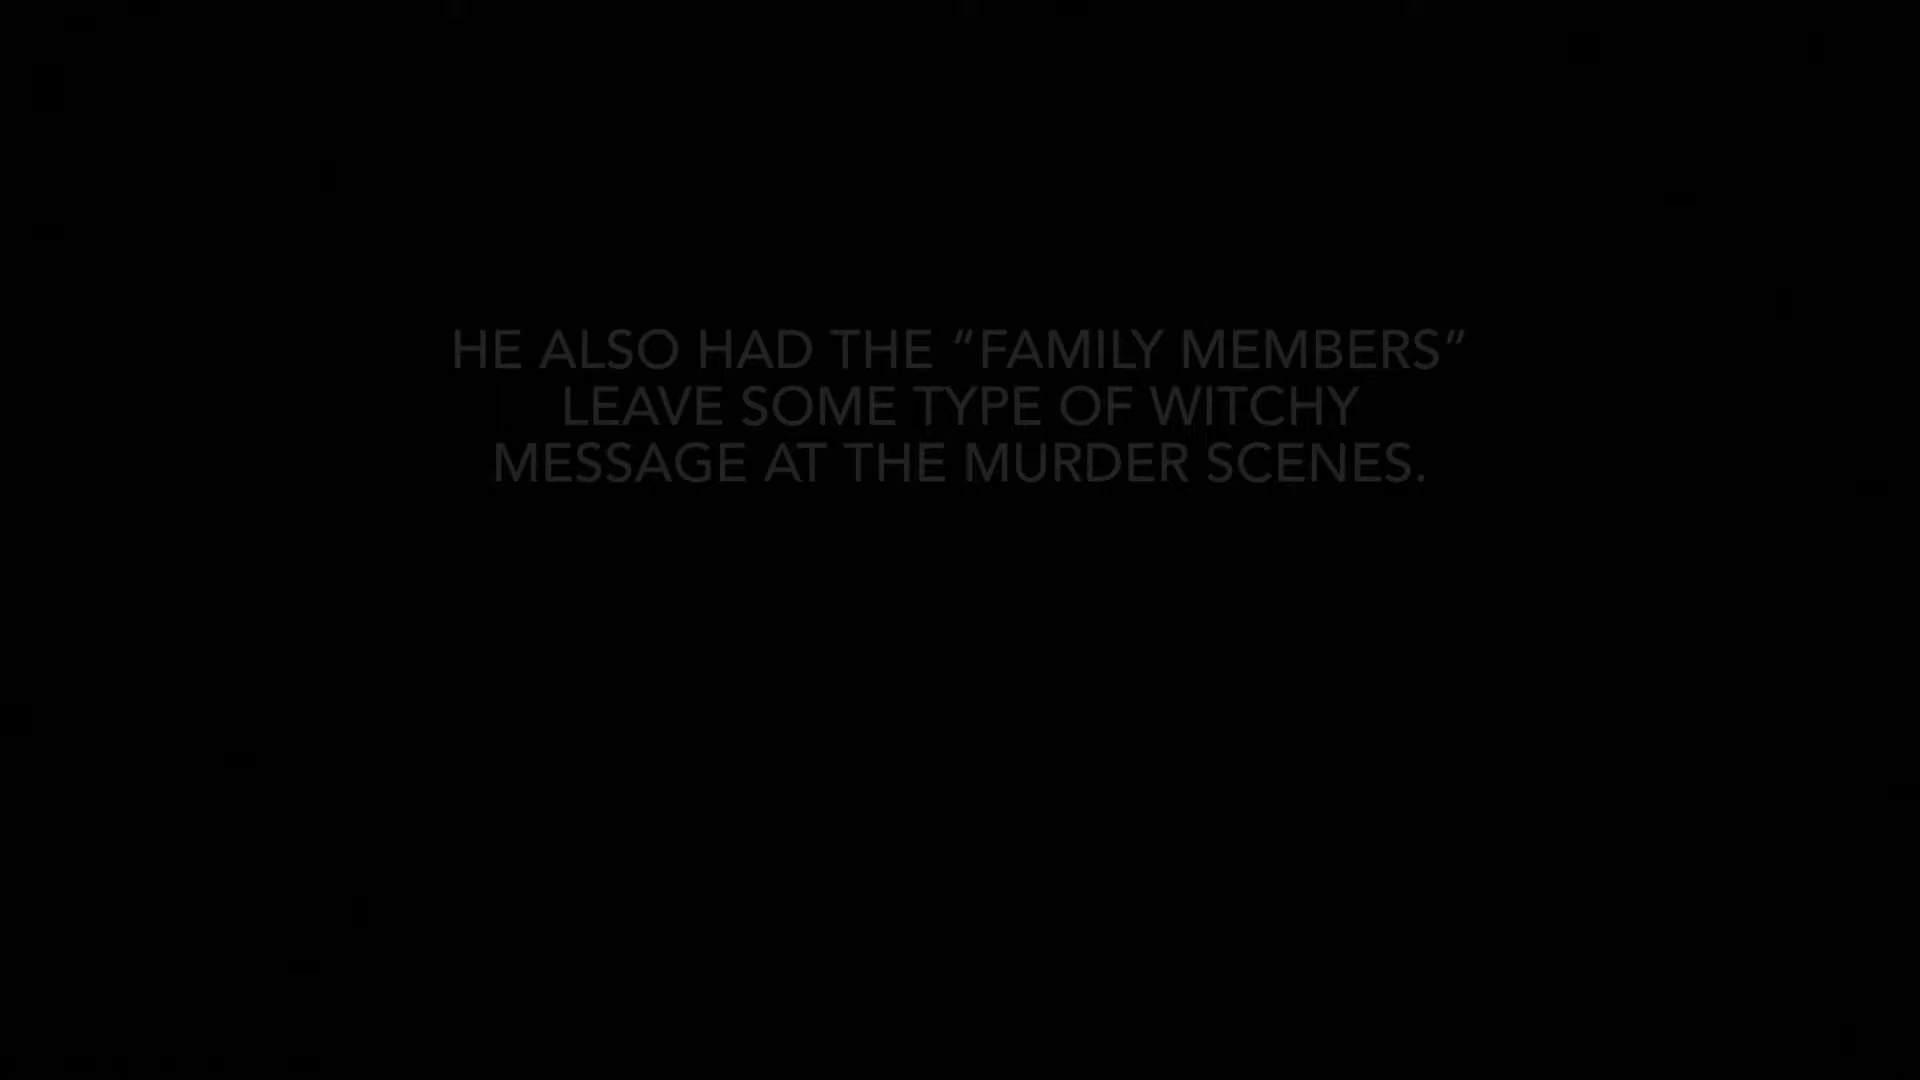 HE ALSO HAD THE “FAMILY MEMBERS”
LEAVE SOME TYPE OF WITCHY
MESSAGE AT THE MURDER SCENES.